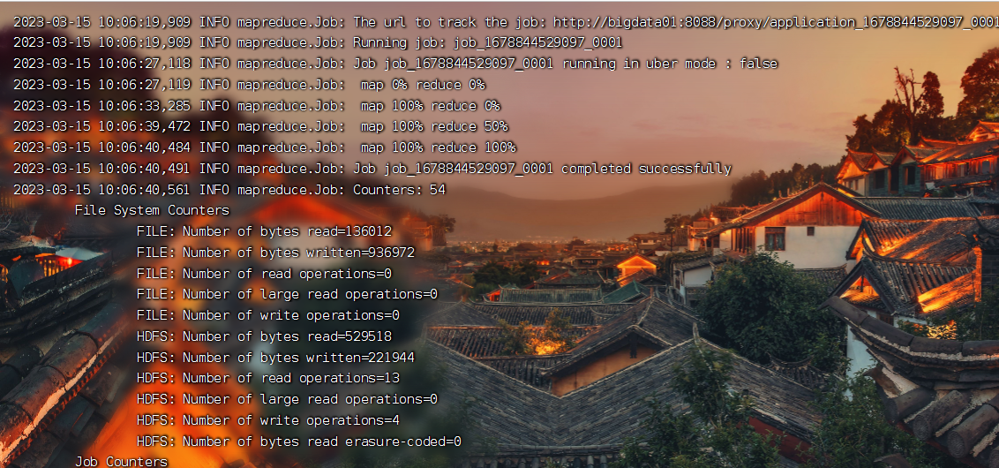 2023-03-15 10:06:19,909 INFO mapreduce.Job: The url to track the job: http://bigdata01:8088/proxy/application_1678844529097_0001
2023-03-15 10:06:19,909 INFO mapreduce.Job: Running job: job_1678844529097_0001
2023-03-15 10:06:27,118 INFO mapreduce.Job: Job job_1678844529097_0001 running in uber mode : false
2023-03-15 10:06:27,119 INFO mapreduce.Job:  map 0% reduce 0%
2023-03-15 10:06:33,285 INFO mapreduce.Job:  map 100% reduce 0%
2023-03-15 10:06:39,472 INFO mapreduce.Job:  map 100% reduce 50%
2023-03-15 10:06:40,484 INFO mapreduce.Job:  map 100% reduce 100%
2023-03-15 10:06:40,491 INFO mapreduce.Job: Job job_1678844529097_0001 completed successfully
2023-03-15 10:06:40,561 INFO mapreduce.Job: Counters: 54
File System Counters
FILE: Number of bytes read=136012
FILE: Number of bytes written=936972
FILE: Number of read operations=0
FILE: Number of large read operations=0
FILE: Number of write operations=0
HDFS: Number of bytes read=529518
HDFS: Number of bytes written=221944
HDFS: Number of read operations=13
HDFS: Number of large read operations=0
HDFS: Number of write operations=4
HDFS: Number of bytes read erasure-coded=0
Job Counters